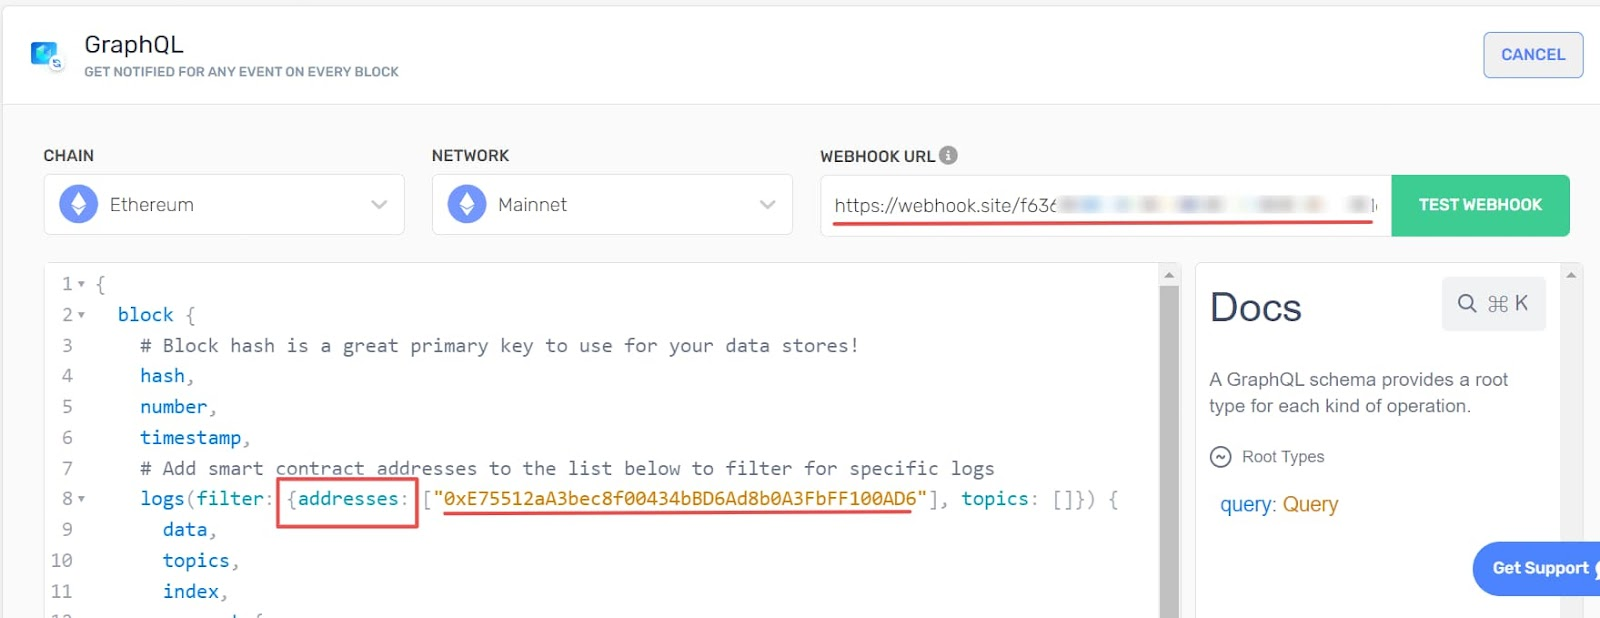 GraphQL
GET NOTIFIED FOR ANY EVENT ON EVERY BLOCK
CANCEL
CHAIN
NETWORK
WEBHOOK URL
Ethereum
Mainnet
https://webhook.site/f636
TEST WEBHOOK
1 {
2 block {
3 # Block hash is a great primary key to use for your data stores!
4 hash,
5 number,
6 timestamp,
7 # Add smart contract addresses to the list below to filter for specific logs
8 logs(filter: {addresses: ["0xE75512aA3bec8f00434bBD6Ad8b0A3FbFF100AD6"], topics: []}) {
9 data,
10 topics,
11 index,
Docs
⌘ K
A GraphQL schema provides a root
type for each kind of operation.
Root Types
query: Query
Get Support